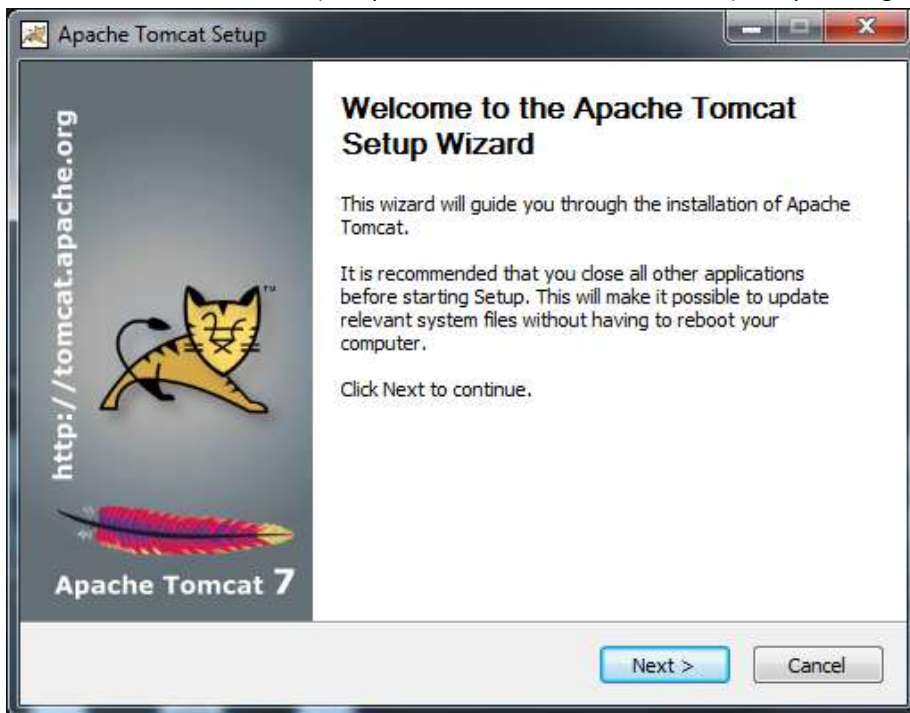 Apache Tomcat Setup
http://tomcat.apache.org
TM
Apache Tomcat 7
Welcome to the Apache Tomcat
Setup Wizard
This wizard will guide you through the installation of Apache
Tomcat.
It is recommended that you close all other applications
before starting Setup. This will make it possible to update
relevant system files without having to reboot your
computer.
Click Next to continue.
Next >
Cancel